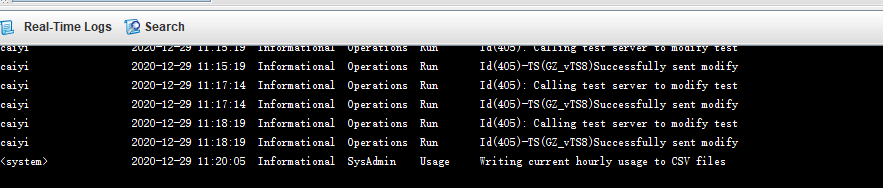 Real-Time Logs Search
caiyi 2020-12-29 11:15:19 Informational Operations Run Id(405): Calling test server to modify test
caiyi 2020-12-29 11:15:19 Informational Operations Run Id(405)-TS(GZ_vTS8)Successfully sent modify
caiyi 2020-12-29 11:17:14 Informational Operations Run Id(405): Calling test server to modify test
caiyi 2020-12-29 11:17:14 Informational Operations Run Id(405)-TS(GZ_vTS8)Successfully sent modify
caiyi 2020-12-29 11:18:19 Informational Operations Run Id(405): Calling test server to modify test
caiyi 2020-12-29 11:18:19 Informational Operations Run Id(405)-TS(GZ_vTS8)Successfully sent modify
<system> 2020-12-29 11:20:05 Informational SysAdmin Usage Writing current hourly usage to CSV files